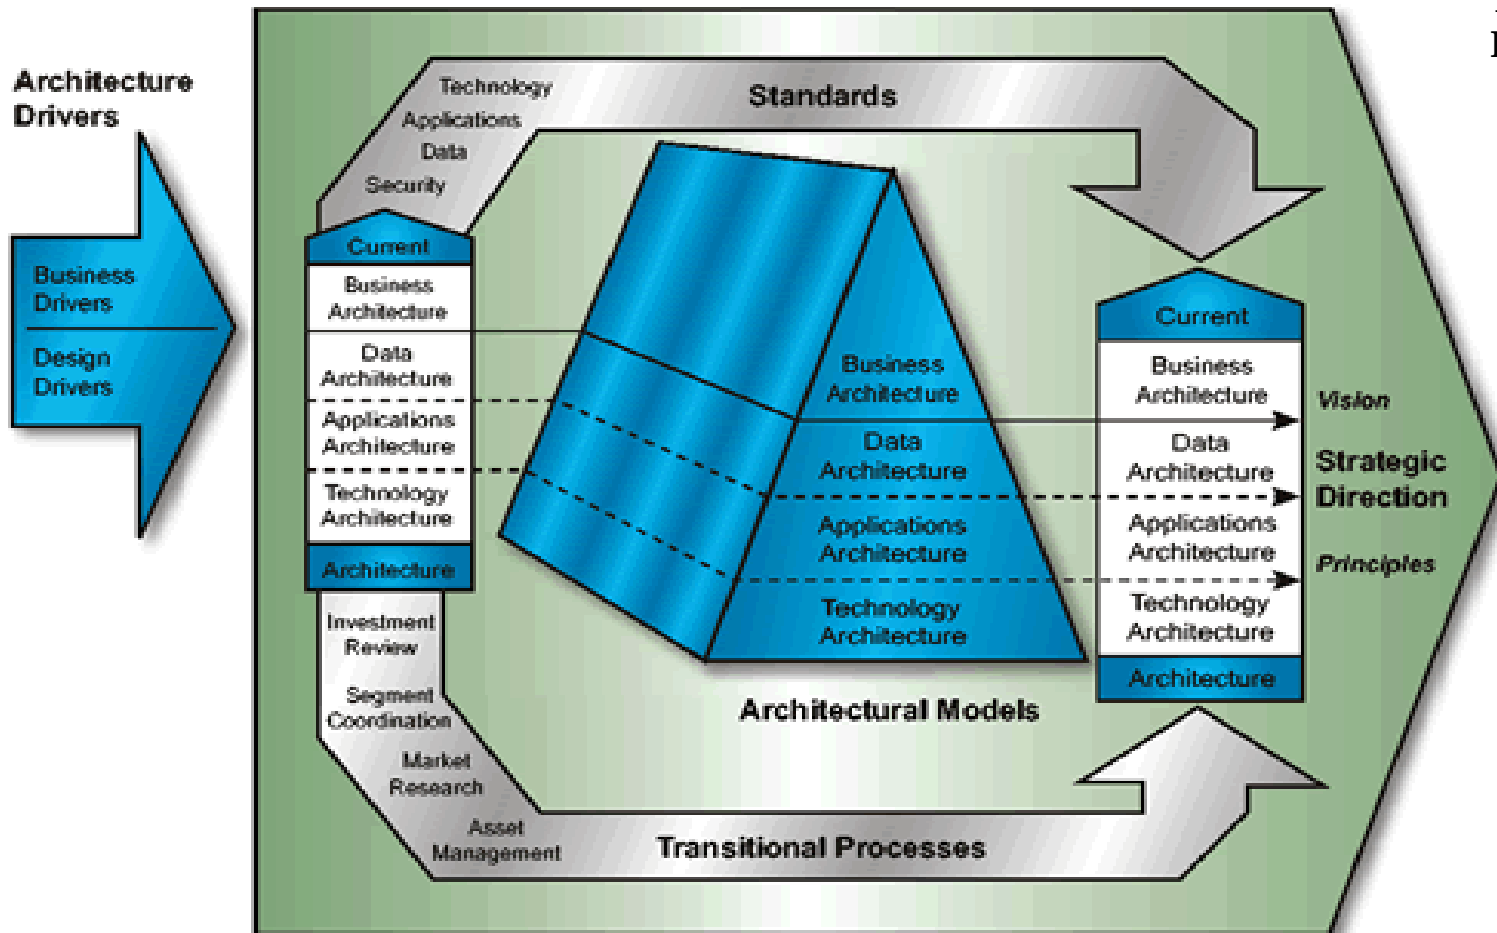 Architecture
Drivers
Business
Drivers
Design
Drivers
Technology
Applications
Data
Security
Standards
Current
Business
Architecture
Data
Architecture
Applications
Architecture
Technology
Architecture
Architecture
Investment
Review
Segment
Coordination
Market
Research
Asset
Management
Transitional Processes
Business
Architecture
Data
Architecture
Applications
Architecture
Technology
Architecture
Architectural Models
Current
Business
Architecture
Data
Architecture
Applications
Architecture
Technology
Architecture
Architecture
Vision
Strategic
Direction
Principles